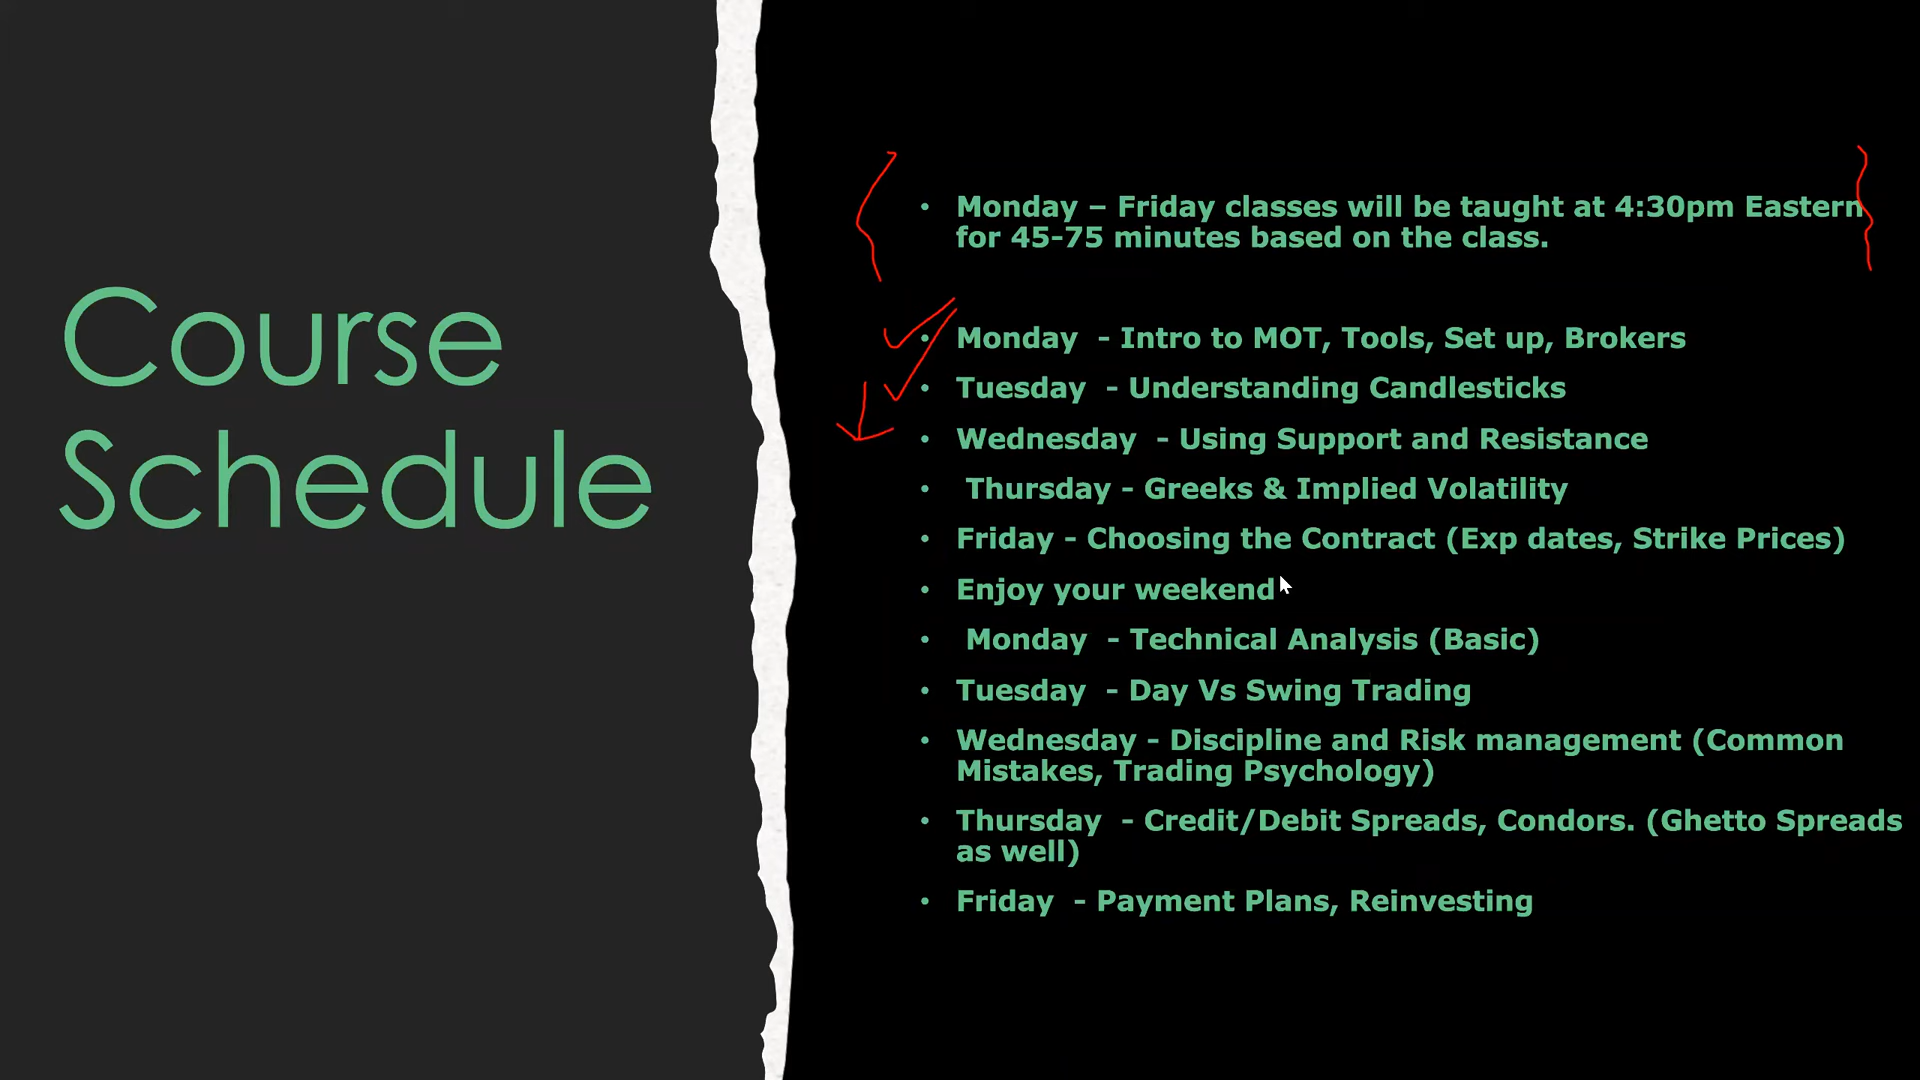 Course
Schedule
• Monday – Friday classes will be taught at 4:30pm Eastern
for 45-75 minutes based on the class.
• Monday - Intro to MOT, Tools, Set up, Brokers
• Tuesday - Understanding Candlesticks
• Wednesday - Using Support and Resistance
• Thursday - Greeks & Implied Volatility
• Friday - Choosing the Contract (Exp dates, Strike Prices)
• Enjoy your weekend
• Monday - Technical Analysis (Basic)
• Tuesday - Day Vs Swing Trading
• Wednesday - Discipline and Risk management (Common
Mistakes, Trading Psychology)
• Thursday - Credit/Debit Spreads, Condors. (Ghetto Spreads
as well)
• Friday - Payment Plans, Reinvesting